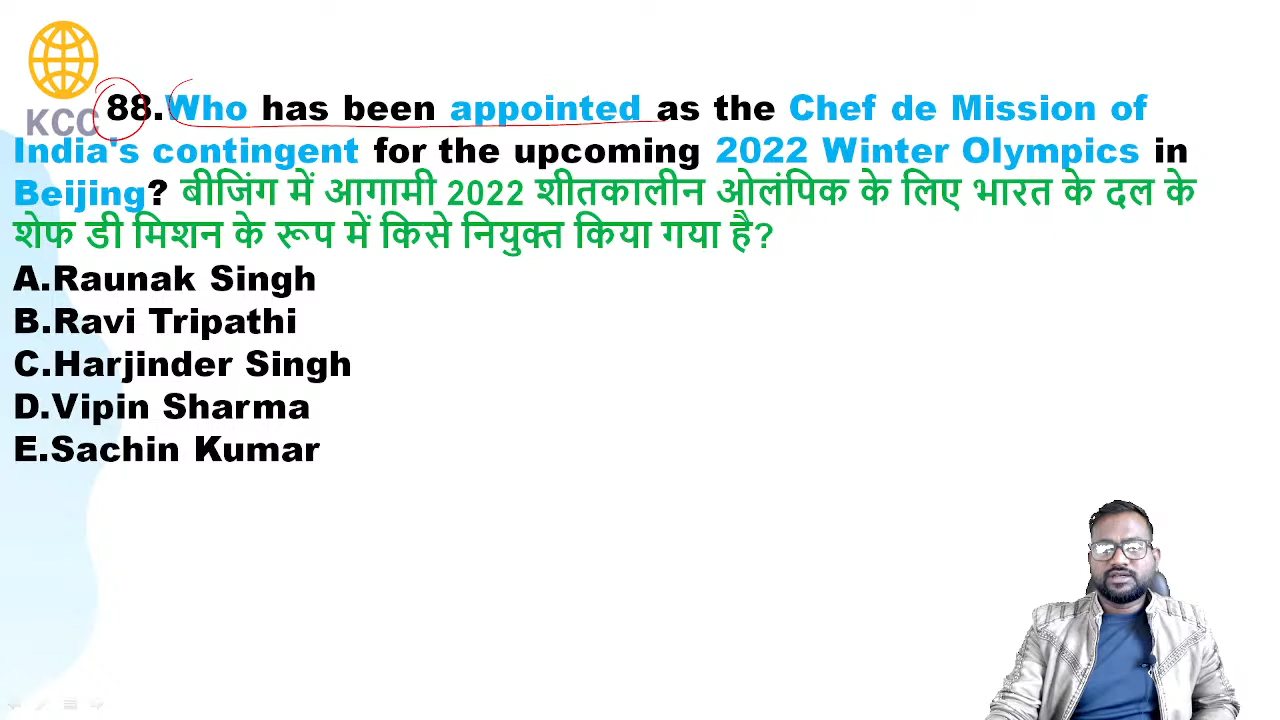 KCC
88.Who has been appointed as the Chef de Mission of
India's contingent for the upcoming 2022 Winter Olympics in
Beijing? बीजिंग में आगामी 2022 शीतकालीन ओलंपिक के लिए भारत के दल के
शेफ डी मिशन के रूप में किसे नियुक्त किया गया है?
A.Raunak Singh
B.Ravi Tripathi
C.Harjinder Singh
D.Vipin Sharma
E.Sachin Kumar